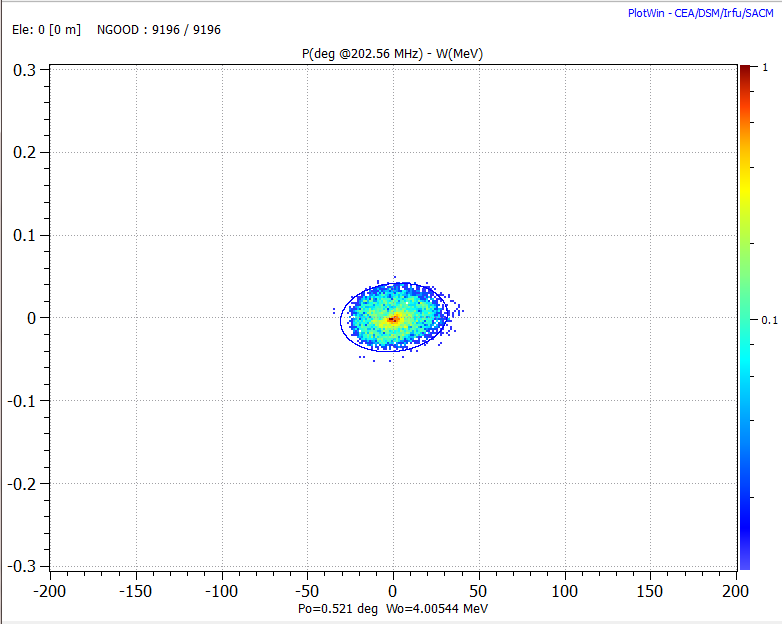 PlotWin - CEA/DSM/Irfu/SACM
Ele: 0 [0 m] NGOOD : 9196 / 9196
P(deg @202.56 MHz) - W(MeV)
0.3
0.2
0.1
0
-0.1
-0.2
-0.3
-200 -150 -100 -50 0 50 100 150 200
Po=0.521 deg Wo=4.00544 MeV
1
0.1